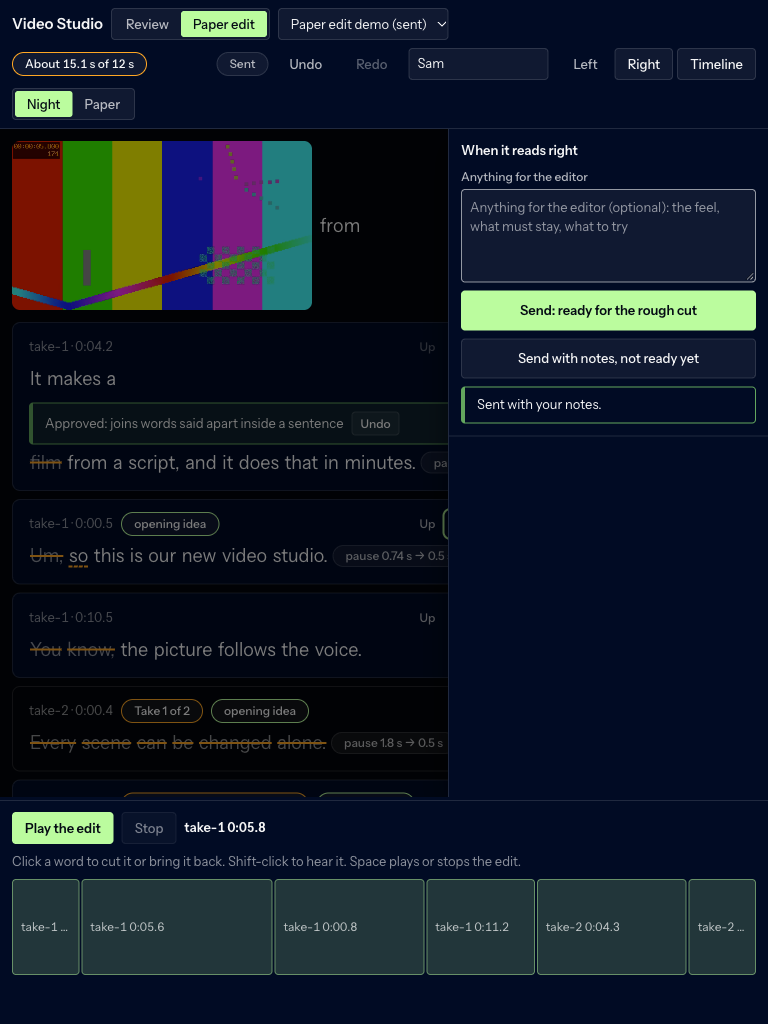 Video Studio Review Paper edit Paper edit demo (sent)
About 15.1 s of 12 s Sent Undo Redo Sam Left Right Timeline
Night Paper
from
take-1 · 0:04.2 Up
It makes a
Approved: joins words said apart inside a sentence Undo
film from a script, and it does that in minutes. pa
take-1 · 0:00.5 opening idea Up
Um, so this is our new video studio. pause 0.74 s → 0.5
take-1 · 0:10.5 Up
You know, the picture follows the voice.
take-2 · 0:00.4 Take 1 of 2 opening idea
Every scene can be changed alone. pause 1.8 s → 0.5 s
When it reads right
Anything for the editor
Anything for the editor (optional): the feel,
what must stay, what to try
Send: ready for the rough cut
Send with notes, not ready yet
Sent with your notes.
Play the edit Stop take-1 0:05.8
Click a word to cut it or bring it back. Shift-click to hear it. Space plays or stops the edit.
take-1 ... take-1 0:05.6 take-1 0:00.8 take-1 0:11.2 take-2 0:04.3 take-2 ...